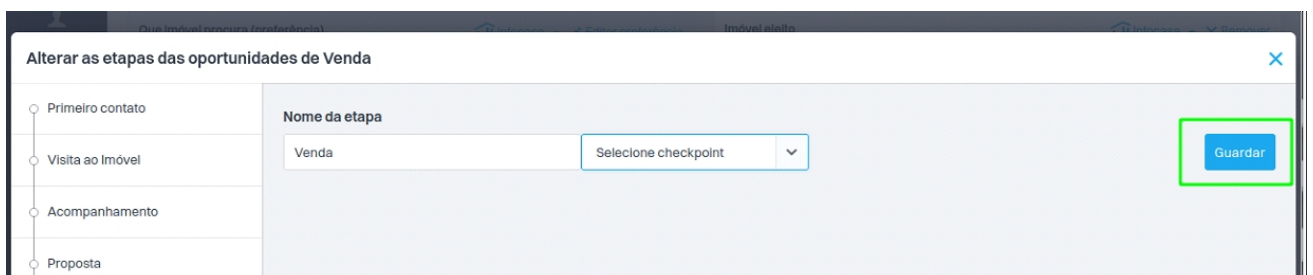 Que imóvel procura (preferência)
Imóvel eleito
Alterar as etapas das oportunidades de Venda
Primeiro contato
Nome da etapa
Venda
Selecione checkpoint
Guardar
Visita ao Imóvel
Acompanhamento
Proposta